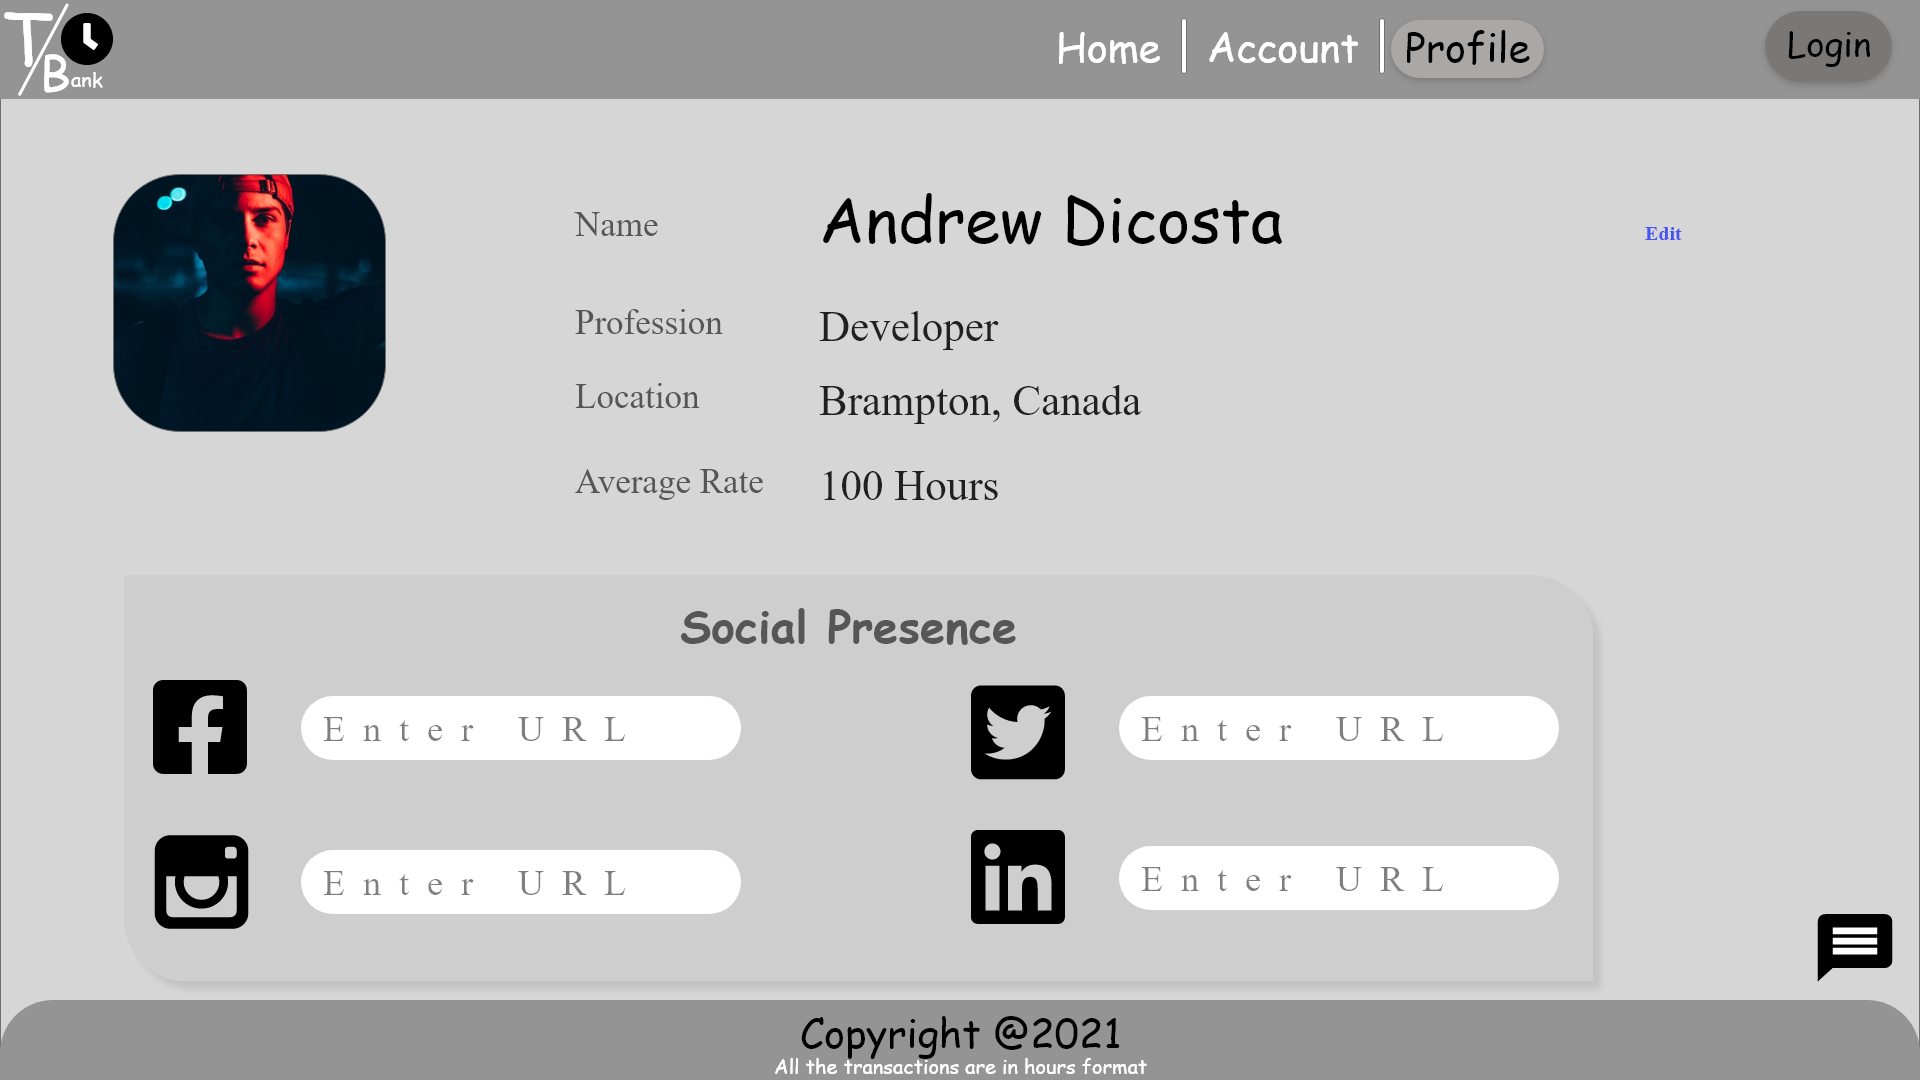 T/Bank
Home Account Profile Login
Name Andrew Dicosta Edit
Profession Developer
Location Brampton, Canada
Average Rate 100 Hours
Social Presence
Enter URL Enter URL
Enter URL Enter URL
Copyright @2021
All the transactions are in hours format